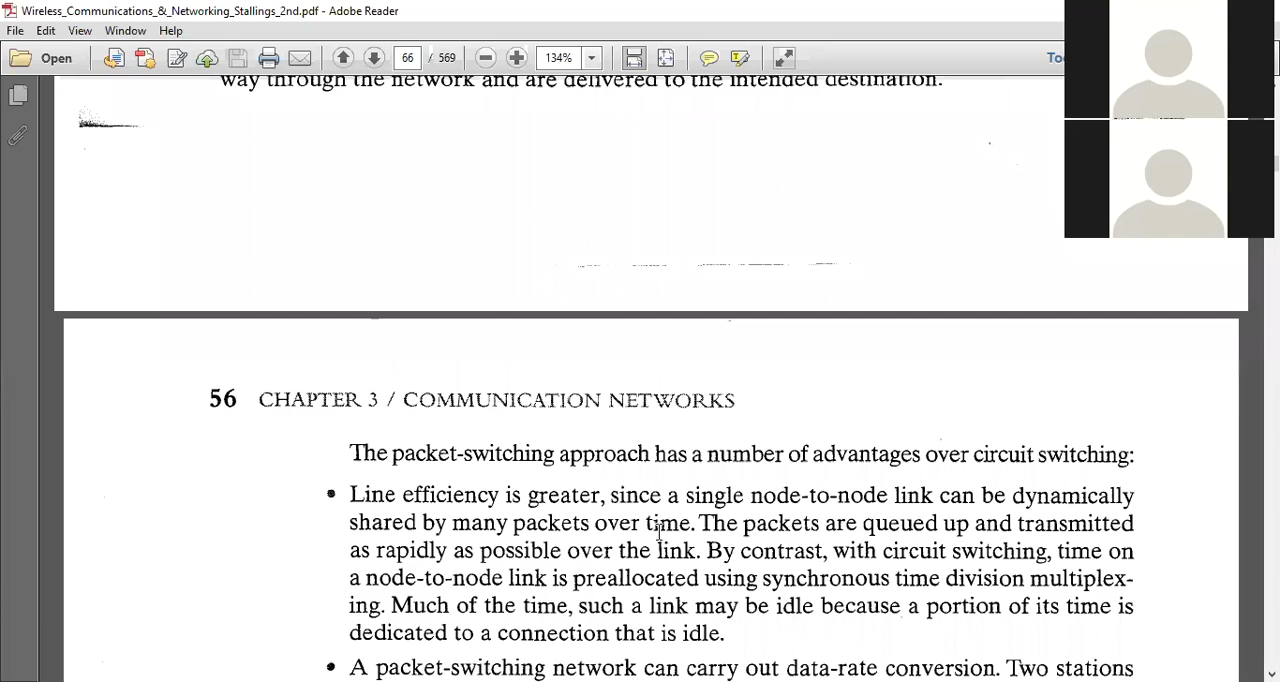 Wireless_Communications_&_Networking_Stallings_2nd.pdf - Adobe Reader
File Edit View Window Help
Open 66 / 569 134%
way through the network and are delivered to the intended destination.
56 CHAPTER 3 / COMMUNICATION NETWORKS
The packet-switching approach has a number of advantages over circuit switching:
• Line efficiency is greater, since a single node-to-node link can be dynamically
shared by many packets over time. The packets are queued up and transmitted
as rapidly as possible over the link. By contrast, with circuit switching, time on
a node-to-node link is preallocated using synchronous time division multiplex-
ing. Much of the time, such a link may be idle because a portion of its time is
dedicated to a connection that is idle.
• A packet-switching network can carry out data-rate conversion. Two stations